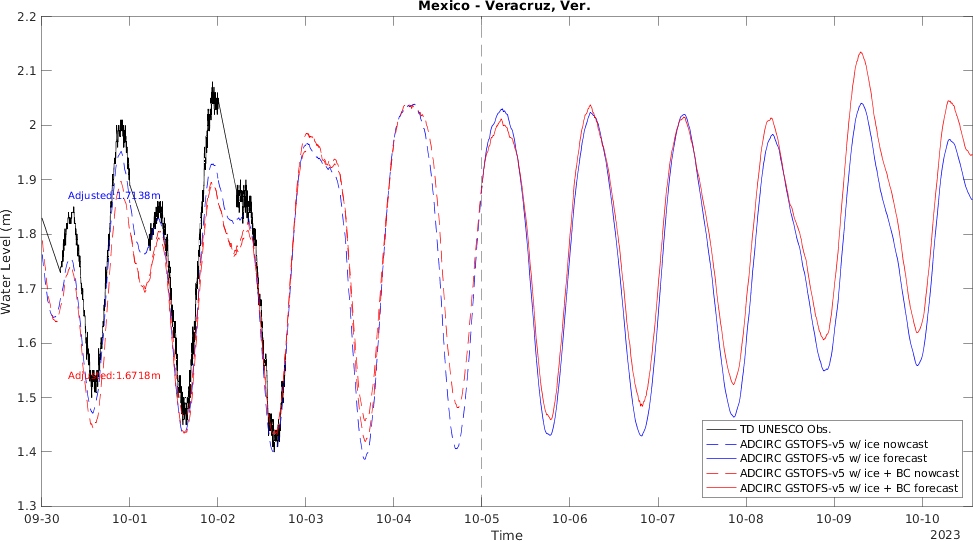 Mexico - Veracruz, Ver.
2.2
2.1
2
1.9
1.8
1.7
1.6
1.5
1.4
1.3
Water Level (m)
Adjusted:1.7138m
Adjusted:1.6718m
TD UNESCO Obs.
ADCIRC GSTOFS-v5 w/ ice nowcast
ADCIRC GSTOFS-v5 w/ ice forecast
ADCIRC GSTOFS-v5 w/ ice + BC nowcast
ADCIRC GSTOFS-v5 w/ ice + BC forecast
09-30 10-01 10-02 10-03 10-04 10-05 10-06 10-07 10-08 10-09 10-10
Time
2023